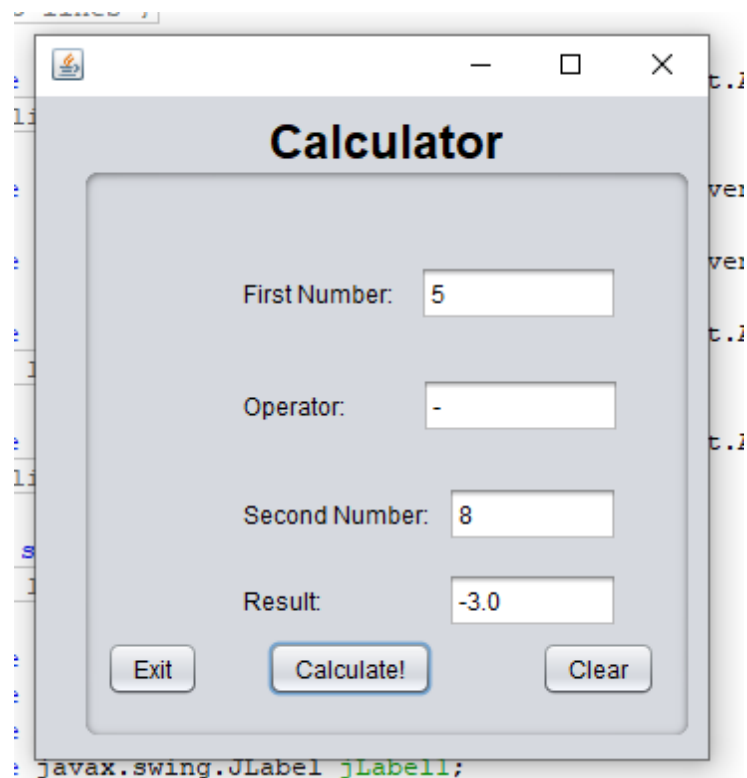 Calculator
First Number: 5
Operator: -
Second Number: 8
Result: -3.0
Exit Calculate! Clear
javax.swing.JLabel jLabel1;